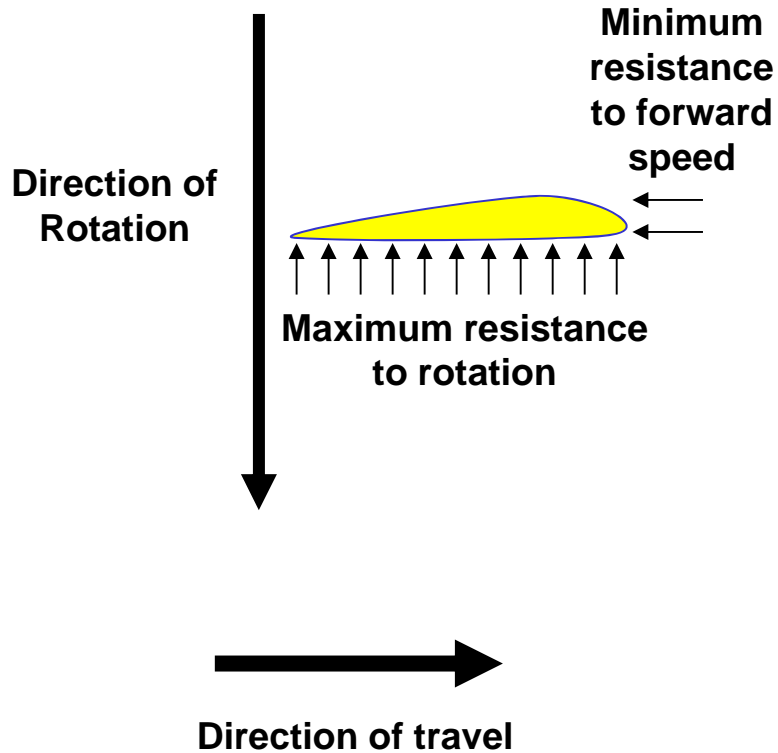 Minimum
resistance
to forward
speed
Direction of
Rotation
Maximum resistance
to rotation
Direction of travel